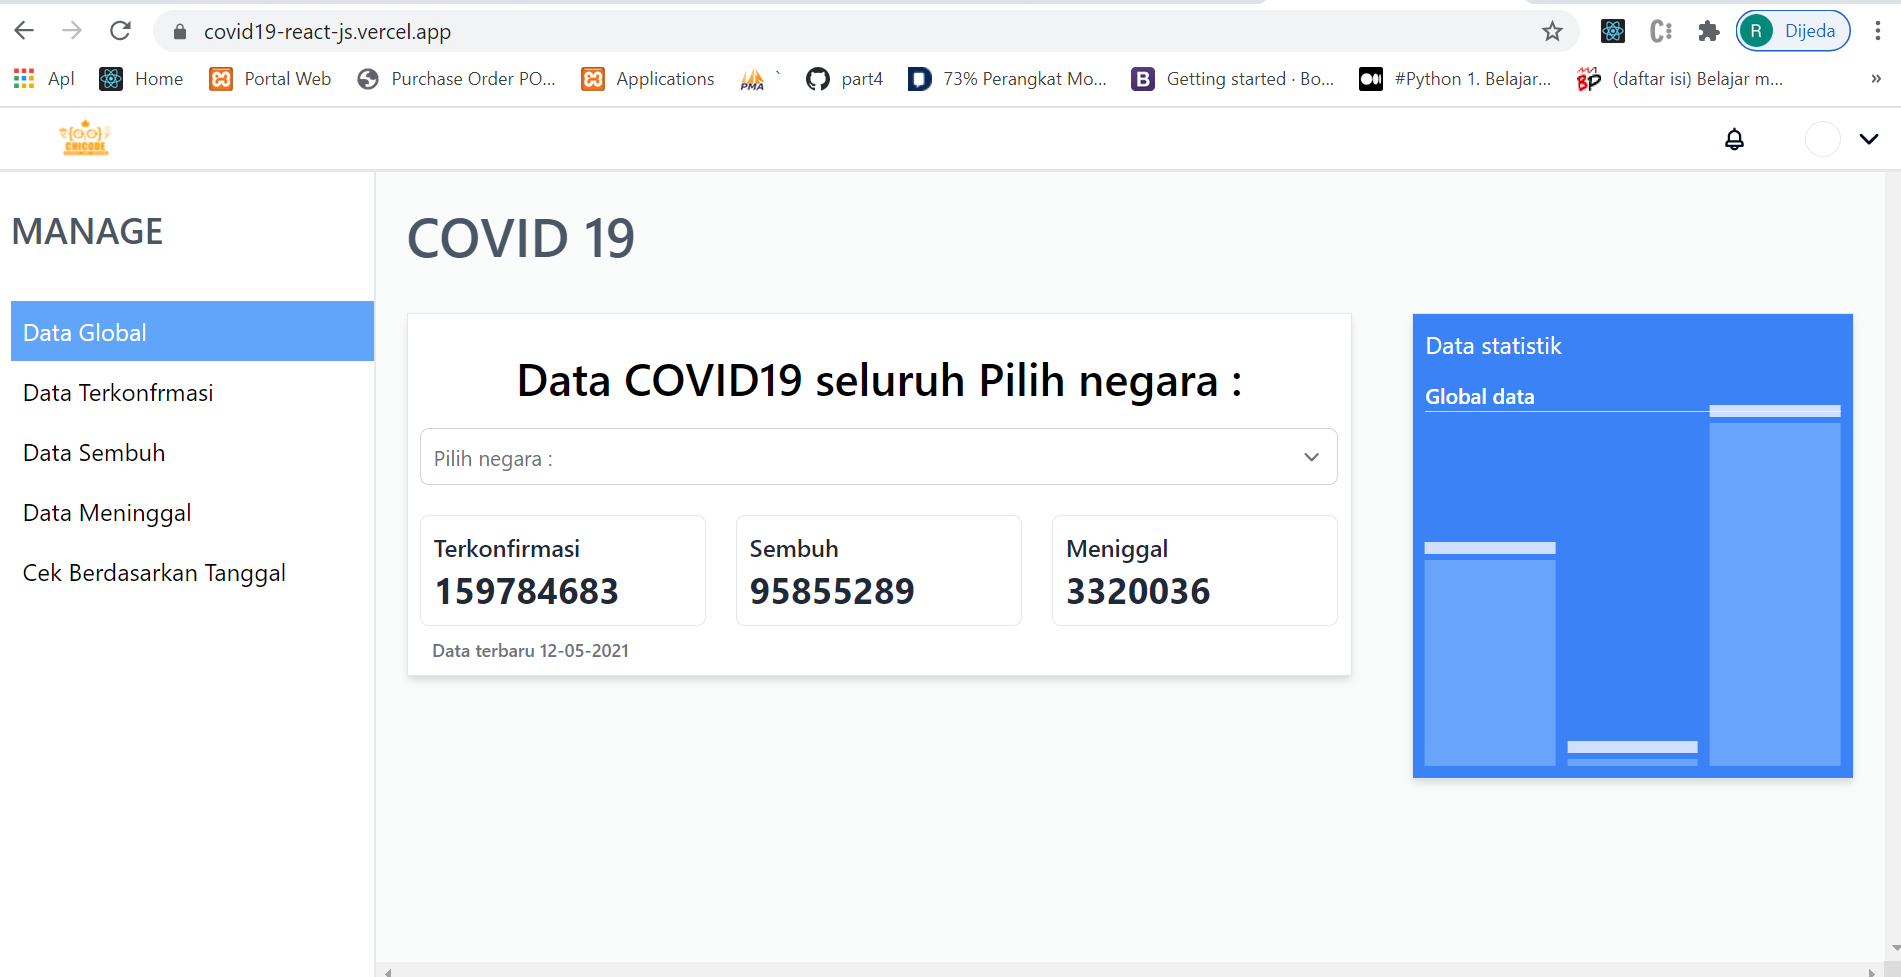 covid19-react-js.vercel.app
R Dijeda
Apl Home Portal Web Purchase Order PO... Applications PMA ` part4 73% Perangkat Mo... B Getting started · Bo... #Python 1. Belajar... BP (daftar isi) Belajar m... »
{OO}
CHICODE
MANAGE
Data Global
Data Terkonfrmasi
Data Sembuh
Data Meninggal
Cek Berdasarkan Tanggal
COVID 19
Data COVID19 seluruh Pilih negara :
Pilih negara :
Terkonfirmasi
159784683
Sembuh
95855289
Meniggal
3320036
Data terbaru 12-05-2021
Data statistik
Global data